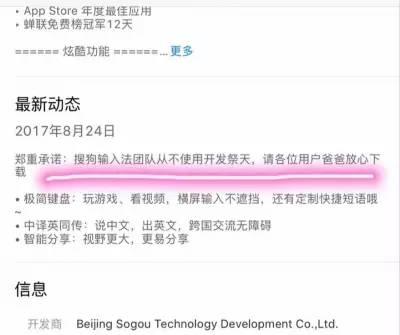 • App Store 年度最佳应用
• 蝉联免费榜冠军12天
====== 炫酷功能 ======...更多
最新动态
2017年8月24日
郑重承诺：搜狗输入法团队从不使用开发祭天，请各位用户爸爸放心下
载
• 极简键盘：玩游戏、看视频，横屏输入不遮挡，还有定制快捷短语哦
~
• 中译英同传：说中文，出英文，跨国交流无障碍
• 智能分享：视野更大，更易分享
信息
开发商 Beijing Sogou Technology Development Co.,Ltd.